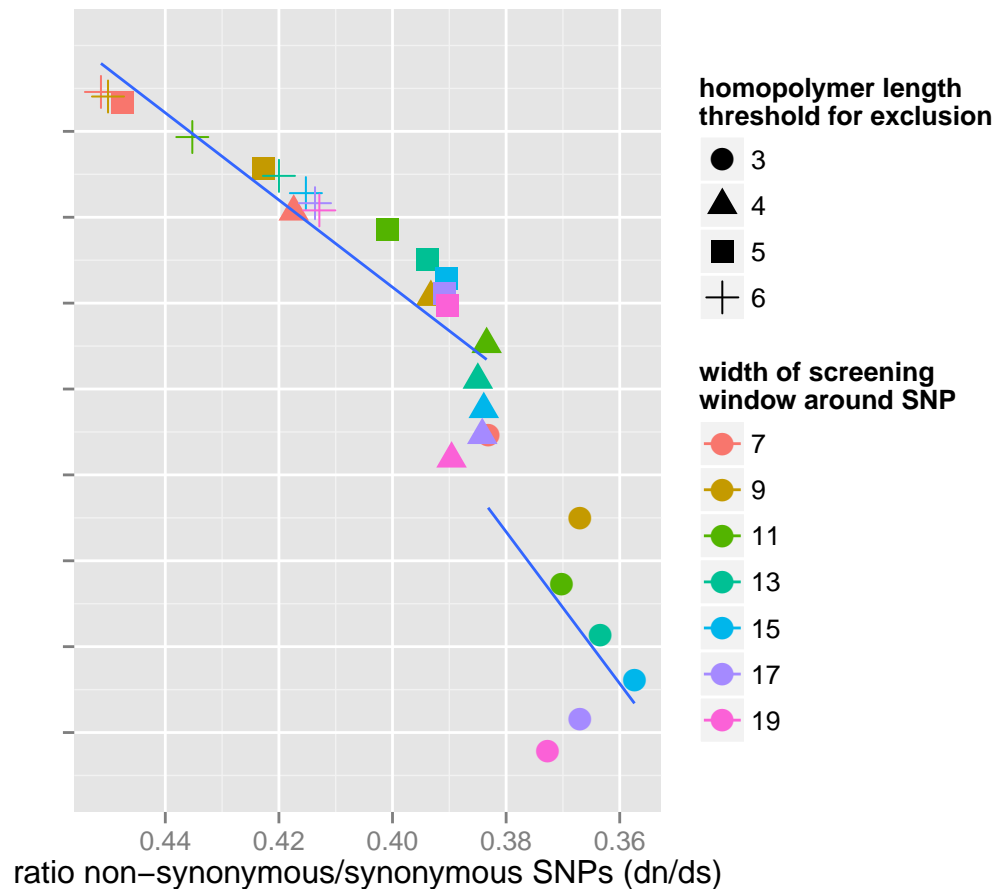 homopolymer length
threshold for exclusion
3
4
5
6
width of screening
window around SNP
7
9
11
13
15
17
19
0.44 0.42 0.40 0.38 0.36
ratio non−synonymous/synonymous SNPs (dn/ds)